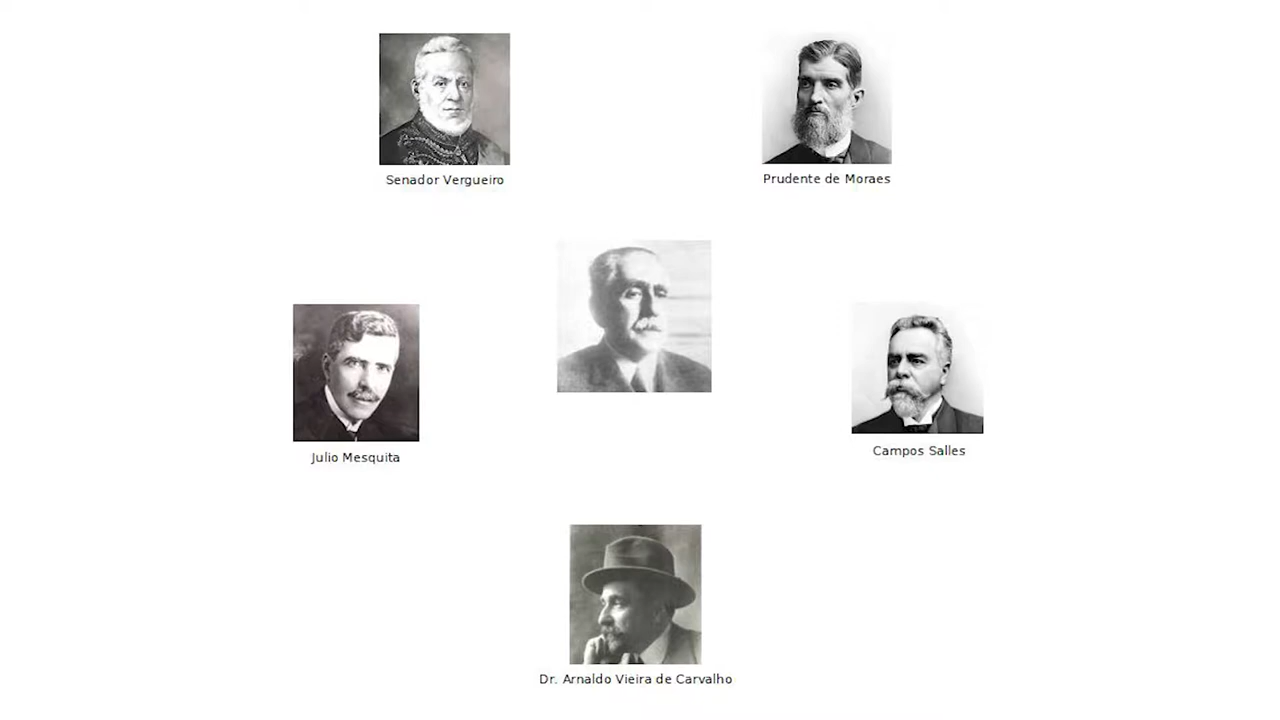 Senador Vergueiro
Prudente de Moraes
Julio Mesquita
Campos Salles
Dr. Arnaldo Vieira de Carvalho